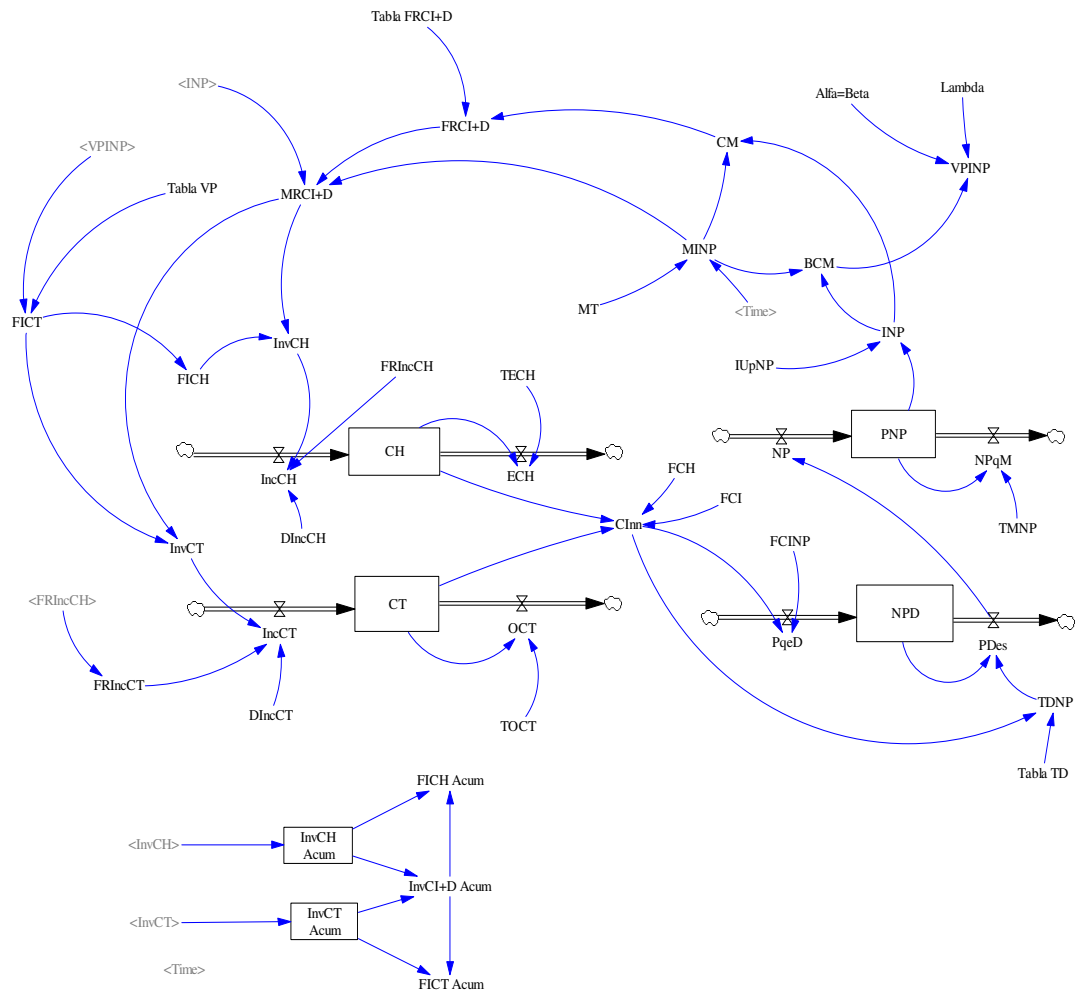 Tabla FRCI+D
<INP>
Alfa=Beta
Lambda
FRCI+D
CM
<VPINP>
VPINP
Tabla VP
MRCI+D
MINP
BCM
MT
<Time>
FICT
INP
InvCH
FICH
FRIncCH
TECH
IUpNP
CH
PNP
NP
NPqM
IncCH
ECH
FCH
FCI
TMNP
DIncCH
CInn
InvCT
FCINP
<FRIncCH>
CT
NPD
IncCT
OCT
PqeD
PDes
FRIncCT
DIncCT
TOCT
TDNP
Tabla TD
FICH Acum
<InvCH>
InvCH
Acum
InvCI+D Acum
<InvCT>
InvCT
Acum
<Time>
FICT Acum